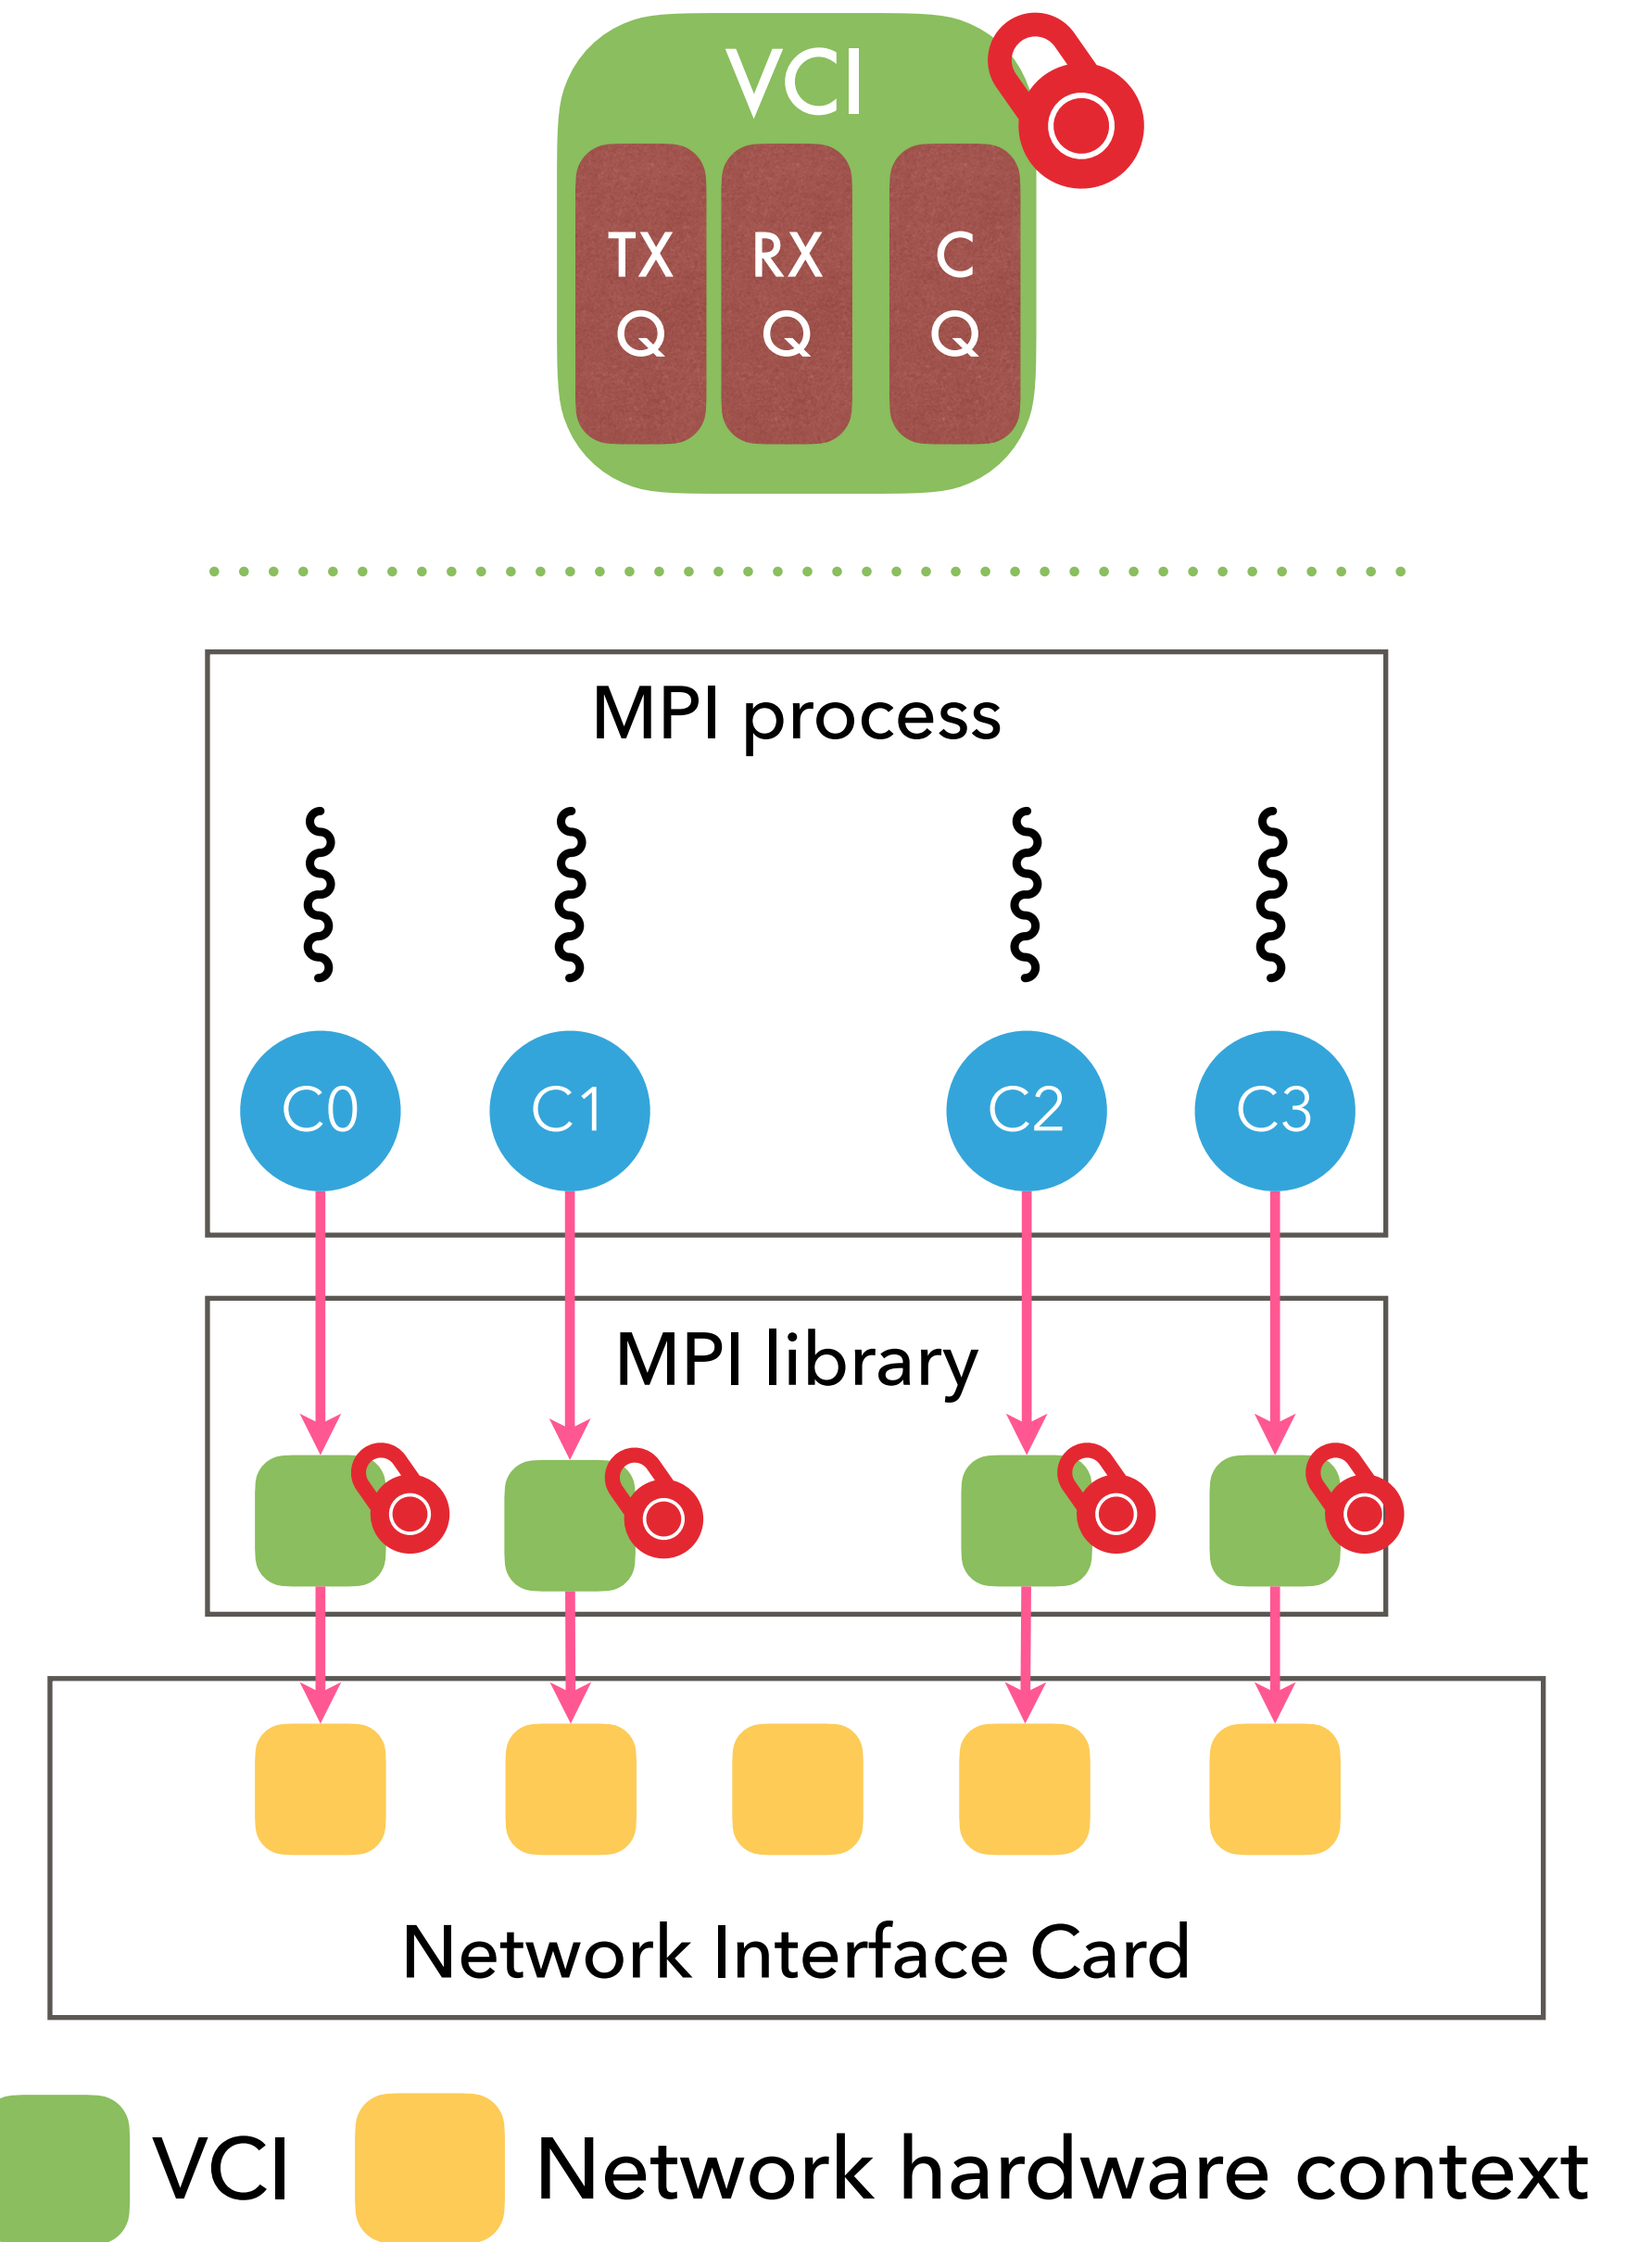 VCI
TX RX C
Q Q Q
MPI process
C0 C1 C2 C3
MPI library
Network Interface Card
VCI Network hardware context